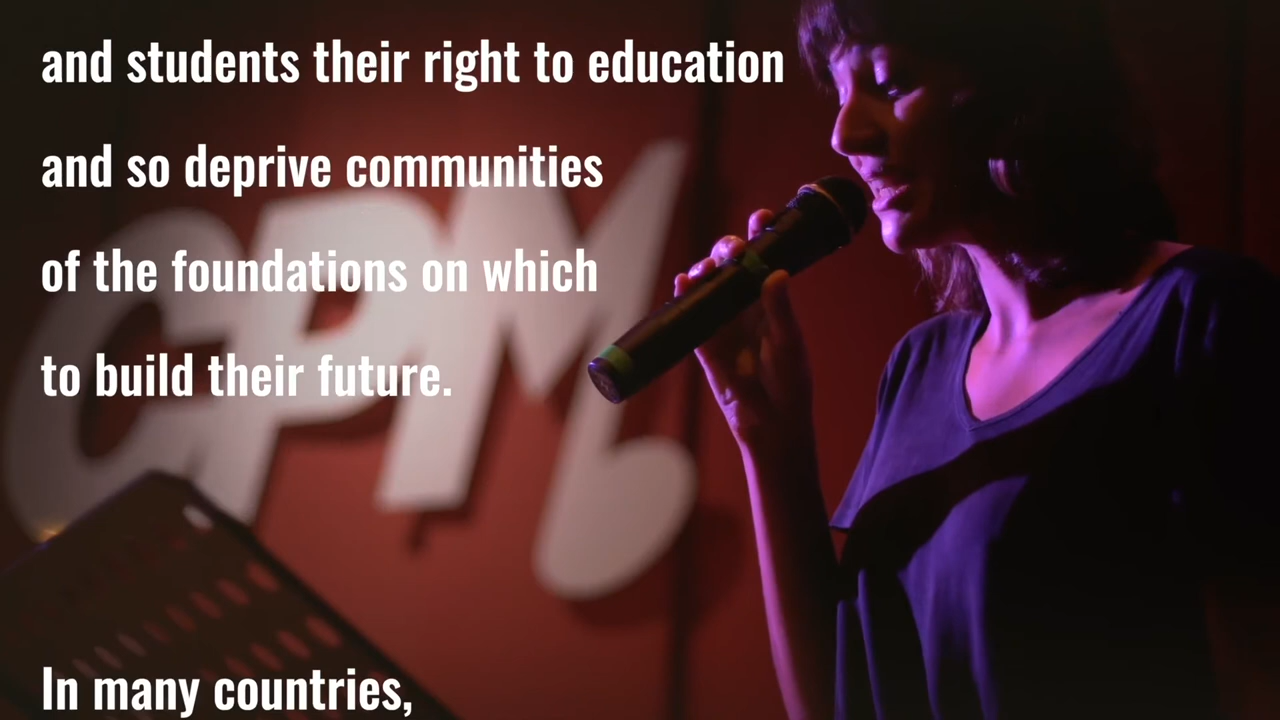 and students their right to education
and so deprive communities
of the foundations on which
to build their future.
CPM
In many countries,